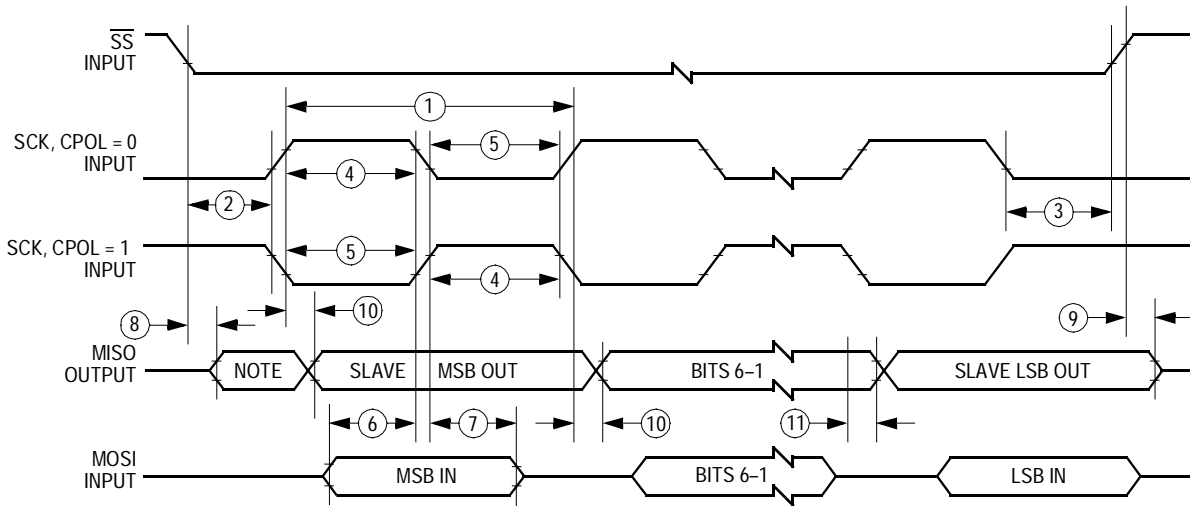 SS
INPUT
1
SCK, CPOL = 0
INPUT
5
4
2
3
SCK, CPOL = 1
INPUT
5
4
8
10
9
MISO
OUTPUT
NOTE
SLAVE
MSB OUT
BITS 6–1
SLAVE LSB OUT
6
7
10
11
MOSI
INPUT
MSB IN
BITS 6–1
LSB IN